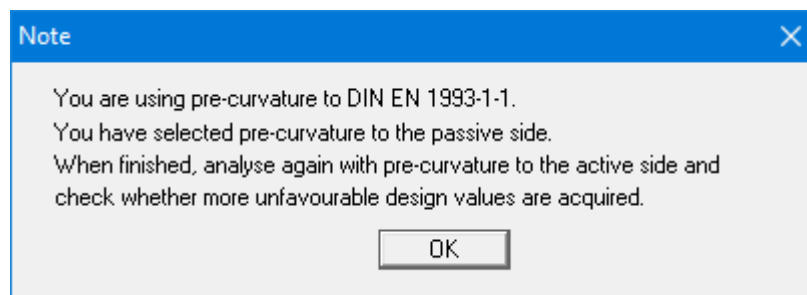 Note
You are using pre-curvature to DIN EN 1993-1-1.
You have selected pre-curvature to the passive side.
When finished, analyse again with pre-curvature to the active side and
check whether more unfavourable design values are acquired.
OK